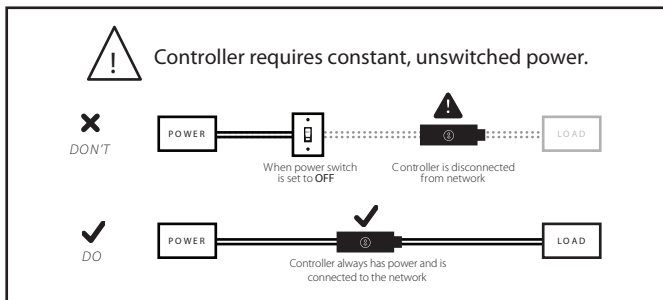 !
Controller requires constant, unswitched power.
DON'T
POWER
!
LOAD
When power switch
is set to OFF
Controller is disconnected
from network
DO
POWER
LOAD
Controller always has power and is
connected to the network